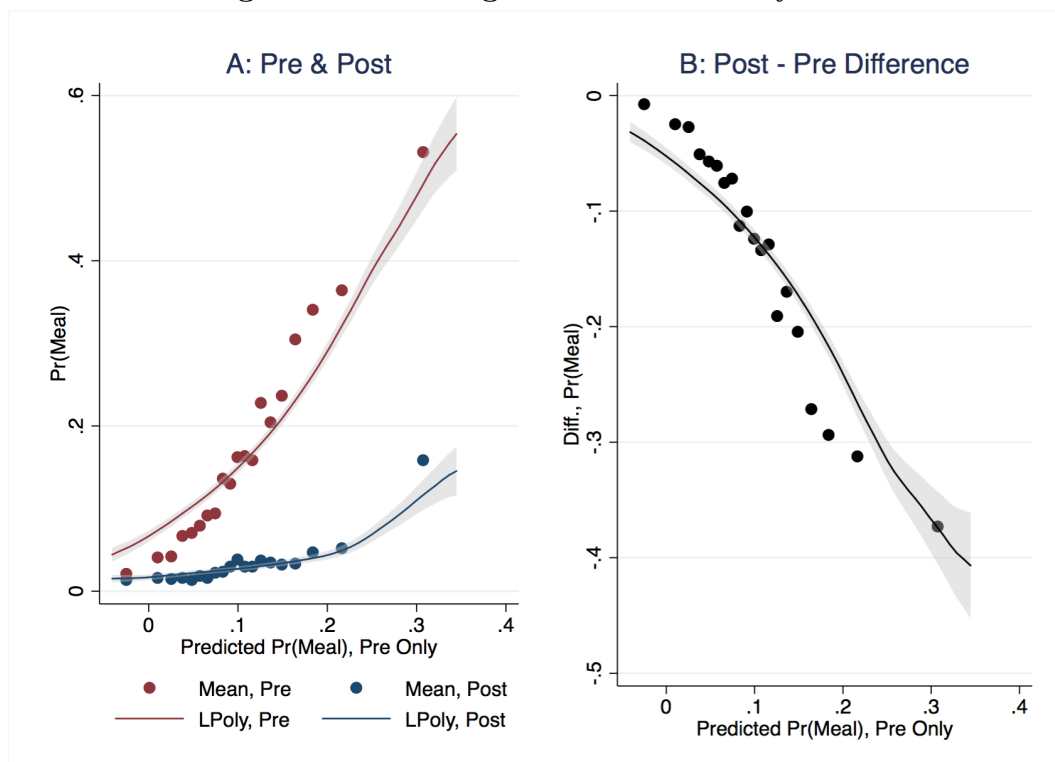 A: Pre & Post
.6
.4
.2
0
Pr(Meal)
0 .1 .2 .3 .4
Predicted Pr(Meal), Pre Only
Mean, Pre
Mean, Post
LPoly, Pre
LPoly, Post
B: Post - Pre Difference
0
-.1
-.2
-.3
-.4
-.5
Diff., Pr(Meal)
0 .1 .2 .3 .4
Predicted Pr(Meal), Pre Only